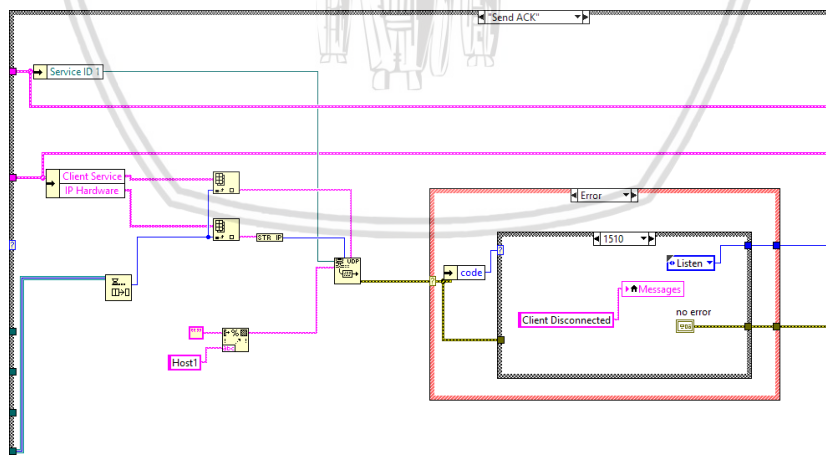 "Send ACK"
Service ID 1
Client Service
IP Hardware
STR IP
UDP
""
Host1
Error
1510
code
Listen
Messages
Client Disconnected
no error